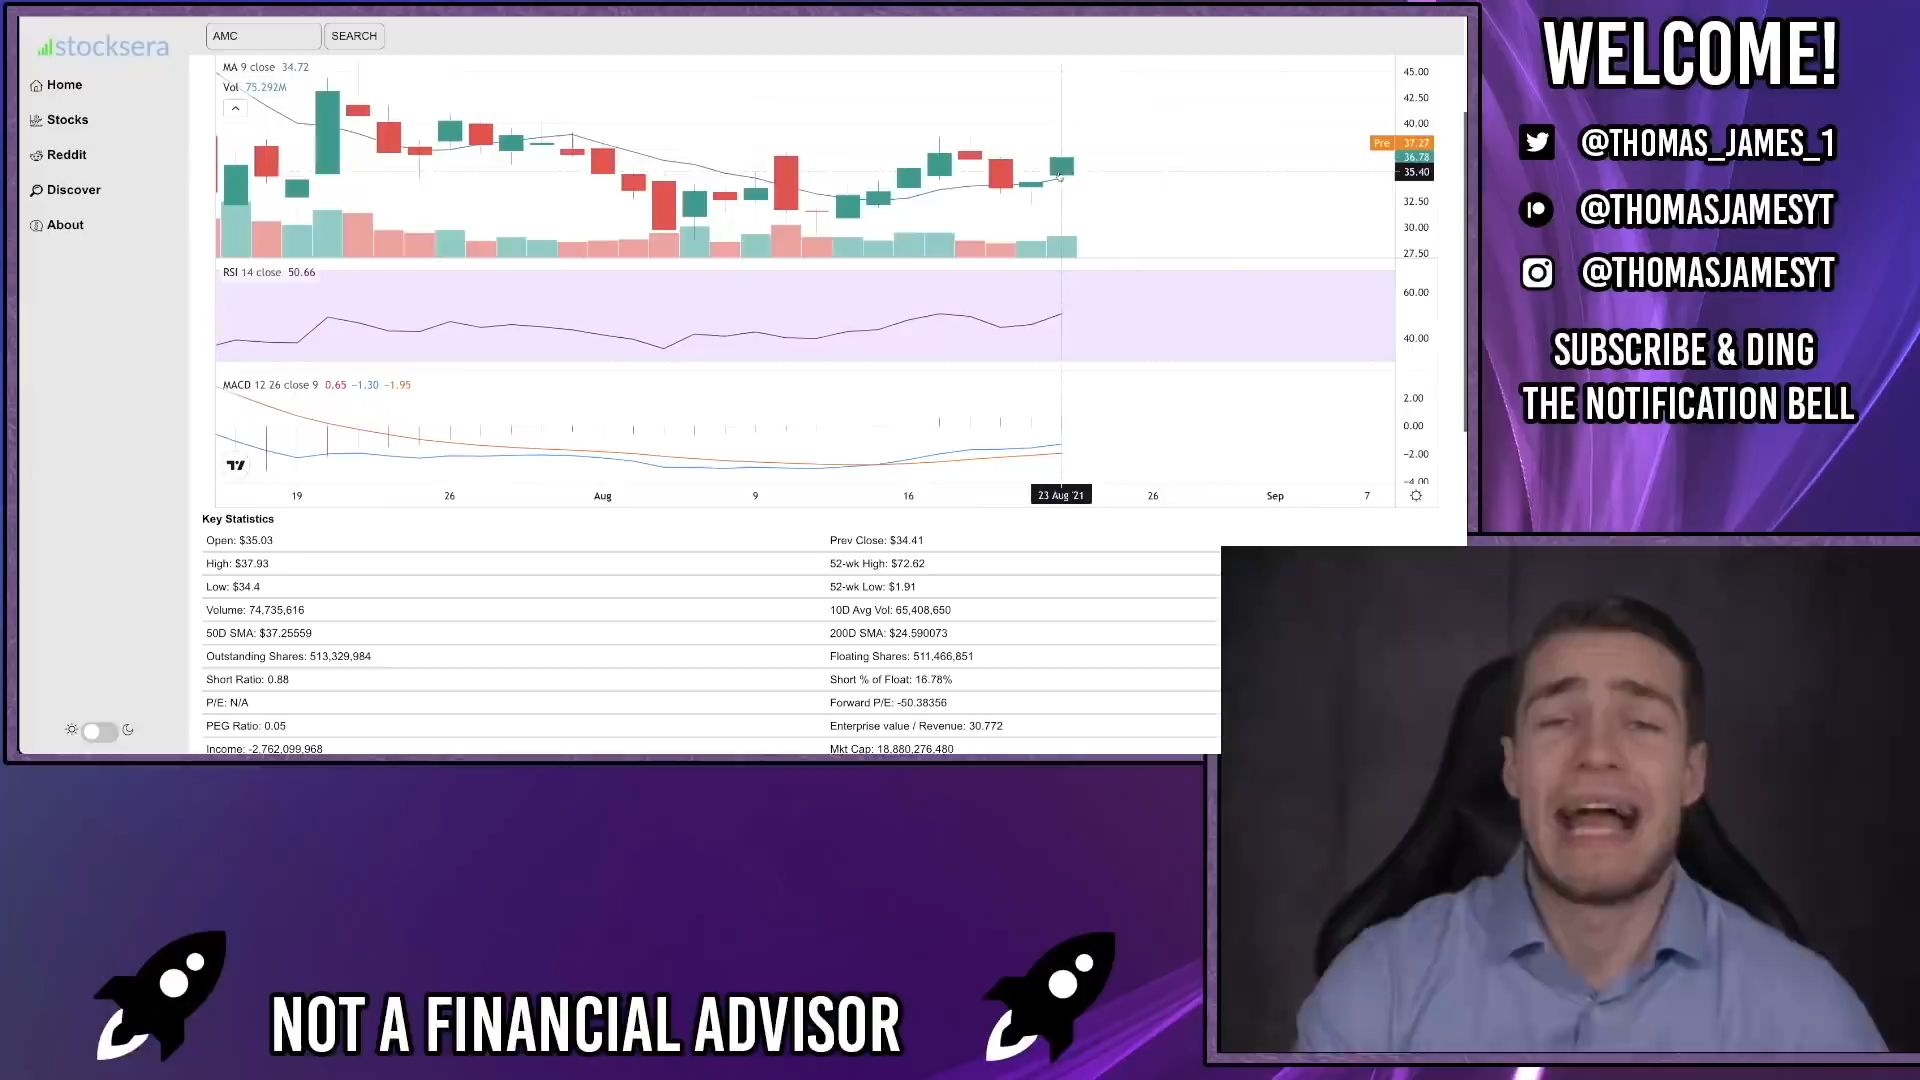 stocksera
AMC
SEARCH
Home
Stocks
Reddit
Discover
About
MA 9 close 34.72
Vol 75.292M
45.00
42.50
40.00
Pre 37.27
36.78
35.40
32.50
30.00
27.50
RSI 14 close 50.66
60.00
40.00
MACD 12 26 close 9 0.65 −1.30 −1.95
2.00
0.00
−2.00
−4.00
19
26
Aug
9
16
23 Aug '21
26
Sep
7
Key Statistics
Open: $35.03
Prev Close: $34.41
High: $37.93
52-wk High: $72.62
Low: $34.4
52-wk Low: $1.91
Volume: 74,735,616
10D Avg Vol: 65,408,650
50D SMA: $37.25559
200D SMA: $24.590073
Outstanding Shares: 513,329,984
Floating Shares: 511,466,851
Short Ratio: 0.88
Short % of Float: 16.78%
P/E: N/A
Forward P/E: -50.38356
PEG Ratio: 0.05
Enterprise value / Revenue: 30.772
Income: -2,762,099,968
Mkt Cap: 18,880,276,480
WELCOME!
@THOMAS_JAMES_1
@THOMASJAMESYT
@THOMASJAMESYT
SUBSCRIBE & DING
THE NOTIFICATION BELL
NOT A FINANCIAL ADVISOR